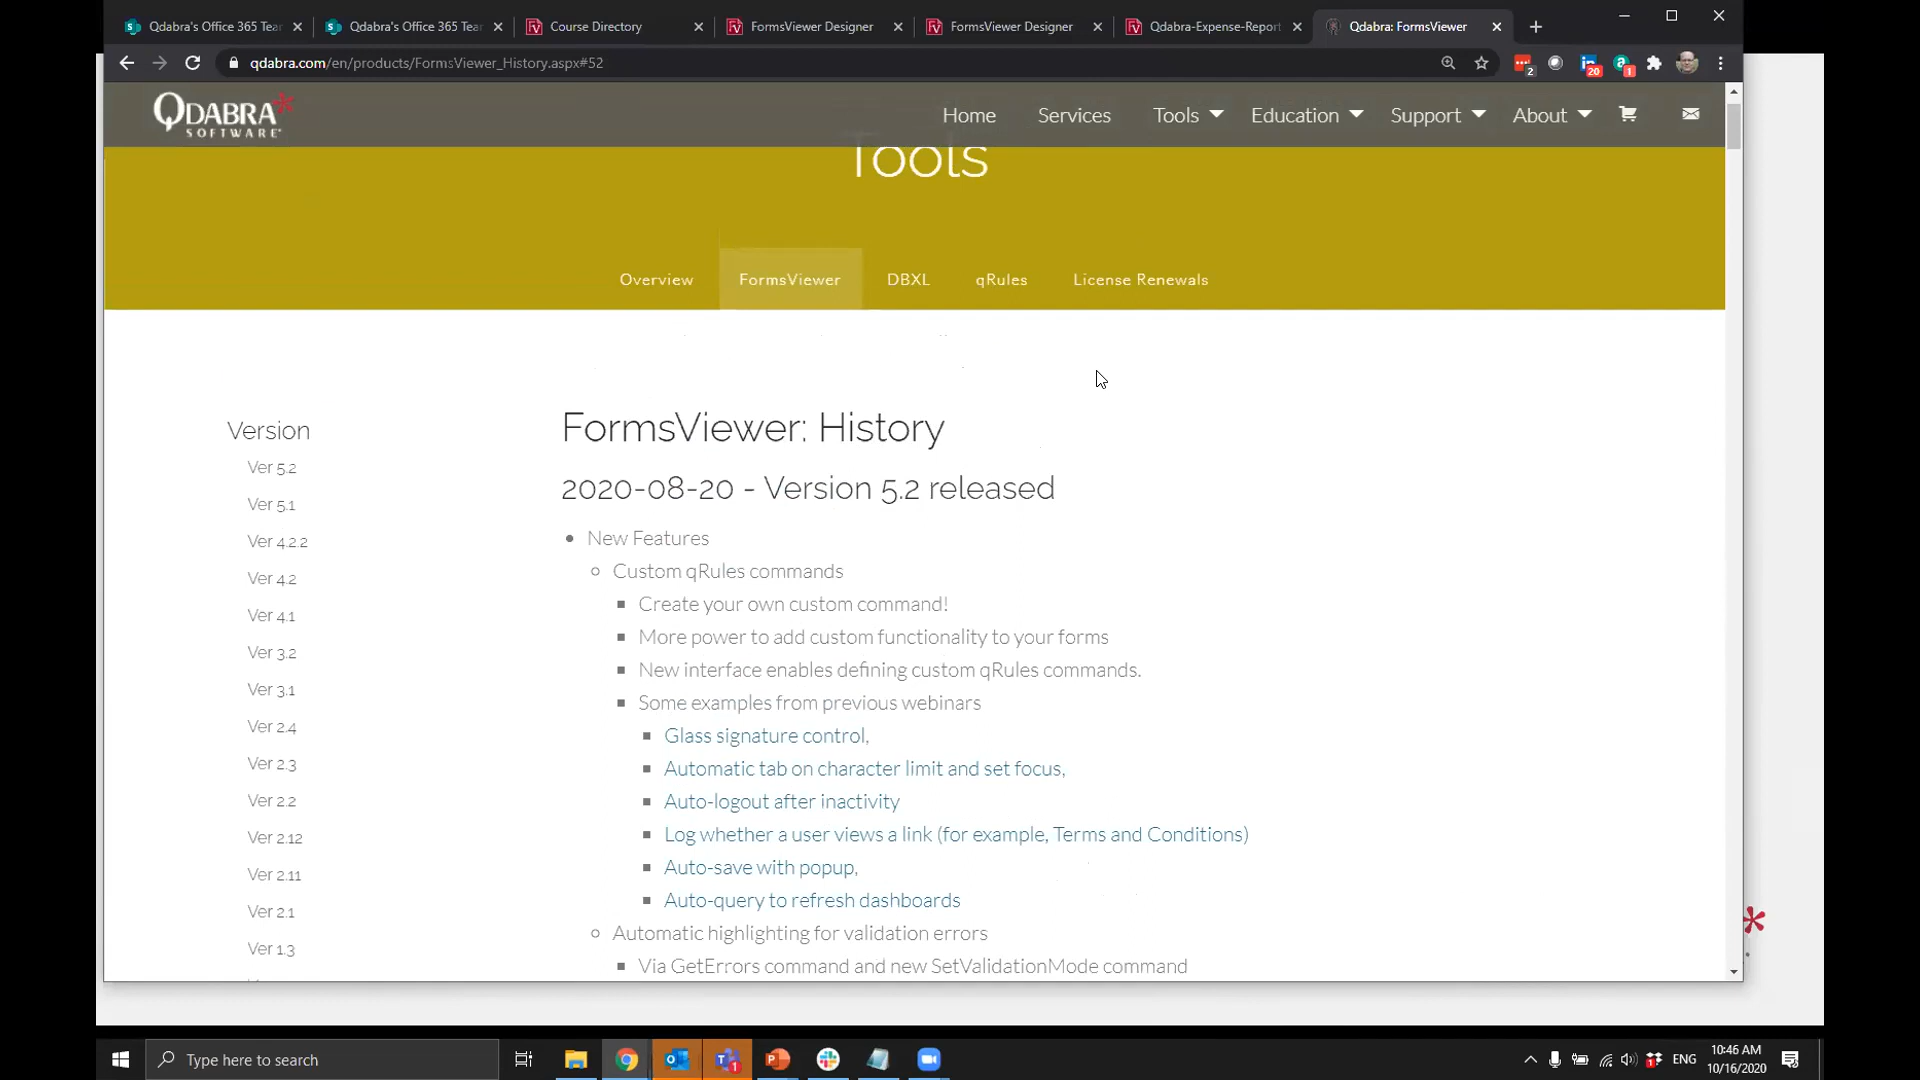 Qdabra's Office 365 Tear
Qdabra's Office 365 Tear
Course Directory
FormsViewer Designer
FormsViewer Designer
Qdabra-Expense-Report
Qdabra: FormsViewer
qdabra.com/en/products/FormsViewer_History.aspx#52
2
20
1
QDABRA
SOFTWARE
Home
Services
Tools
Education
Support
About
Tools
Overview
FormsViewer
DBXL
qRules
License Renewals
Version
Ver 5.2
Ver 5.1
Ver 4.2.2
Ver 4.2
Ver 4.1
Ver 3.2
Ver 3.1
Ver 2.4
Ver 2.3
Ver 2.2
Ver 2.12
Ver 2.11
Ver 2.1
Ver 1.3
FormsViewer: History
2020-08-20 - Version 5.2 released
New Features
Custom qRules commands
Create your own custom command!
More power to add custom functionality to your forms
New interface enables defining custom qRules commands.
Some examples from previous webinars
Glass signature control,
Automatic tab on character limit and set focus,
Auto-logout after inactivity
Log whether a user views a link (for example, Terms and Conditions)
Auto-save with popup,
Auto-query to refresh dashboards
Automatic highlighting for validation errors
Via GetErrors command and new SetValidationMode command
Type here to search
1
ENG
10:46 AM
10/16/2020